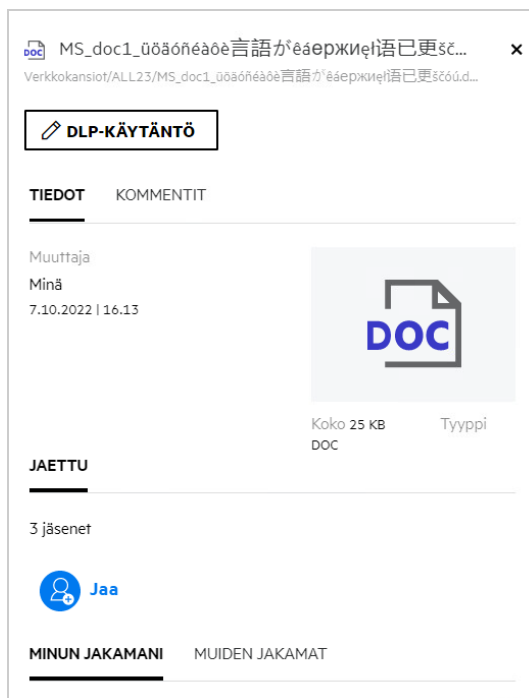 DOC MS_doc1_üöäóñéàôè言語がêáержиęł语已更šč...
Verkkokansiot/ALL23/MS_doc1_üöäóñéàôè言語がêáержиęł语已更ščóú.d...
DLP-KÄYTÄNTÖ
TIEDOT KOMMENTIT
Muuttaja
Minä
7.10.2022 | 16.13
DOC
Koko 25 KB Tyyppi
DOC
JAETTU
3 jäsenet
Jaa
MINUN JAKAMANI MUIDEN JAKAMAT